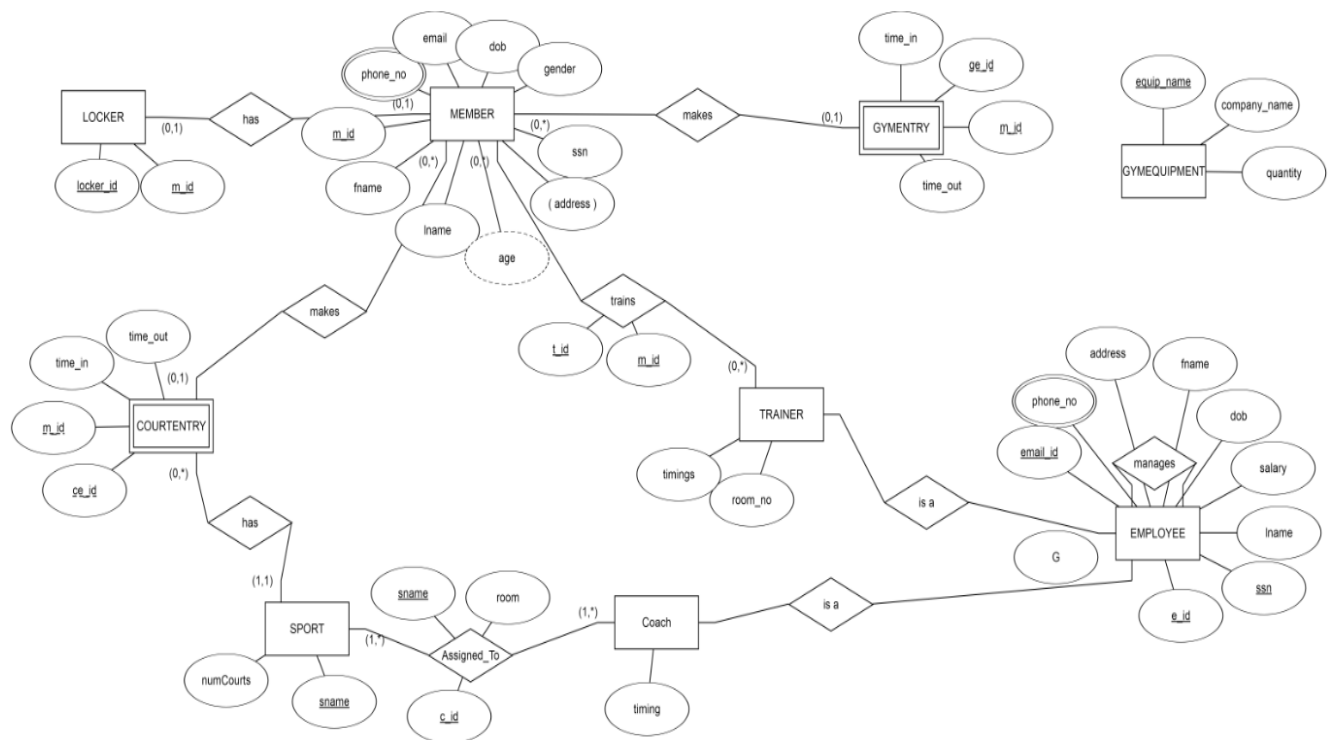 email
dob
time_in
phone_no
gender
ge_id
equip_name
LOCKER
(0,1)
has
(0,1)
MEMBER
makes
(0,1)
GYMENTRY
m_id
company_name
m_id
(0,*)
ssn
GYMEQUIPMENT
quantity
locker_id
m_id
(0,*)
(0,*)
fname
( address )
time_out
lname
age
makes
trains
time_out
time_in
t_id
m_id
(0,1)
(0,*)
address
fname
phone_no
dob
m_id
COURTENTRY
TRAINER
email_id
manages
salary
(0,*)
timings
room_no
ce_id
has
is a
EMPLOYEE
lname
G
(1,1)
sname
room
(1,*)
is a
ssn
e_id
SPORT
(1,*)
Assigned_To
Coach
numCourts
sname
c_id
timing